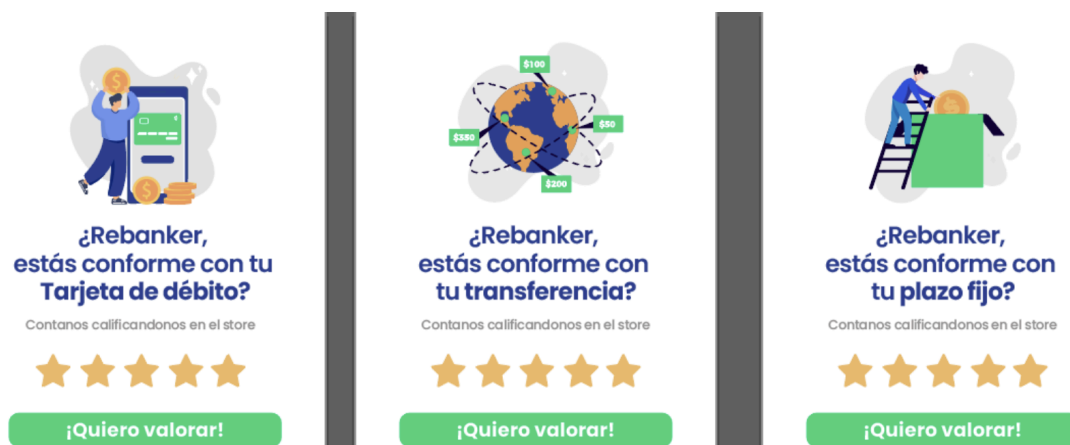 ¿Rebanker,
estás conforme con tu
Tarjeta de débito?
Contanos calificandonos en el store
¡Quiero valorar!
$100
$50
$350
$200
¿Rebanker,
estás conforme con
tu transferencia?
Contanos calificandonos en el store
¡Quiero valorar!
¿Rebanker,
estás conforme con
tu plazo fijo?
Contanos calificandonos en el store
¡Quiero valorar!